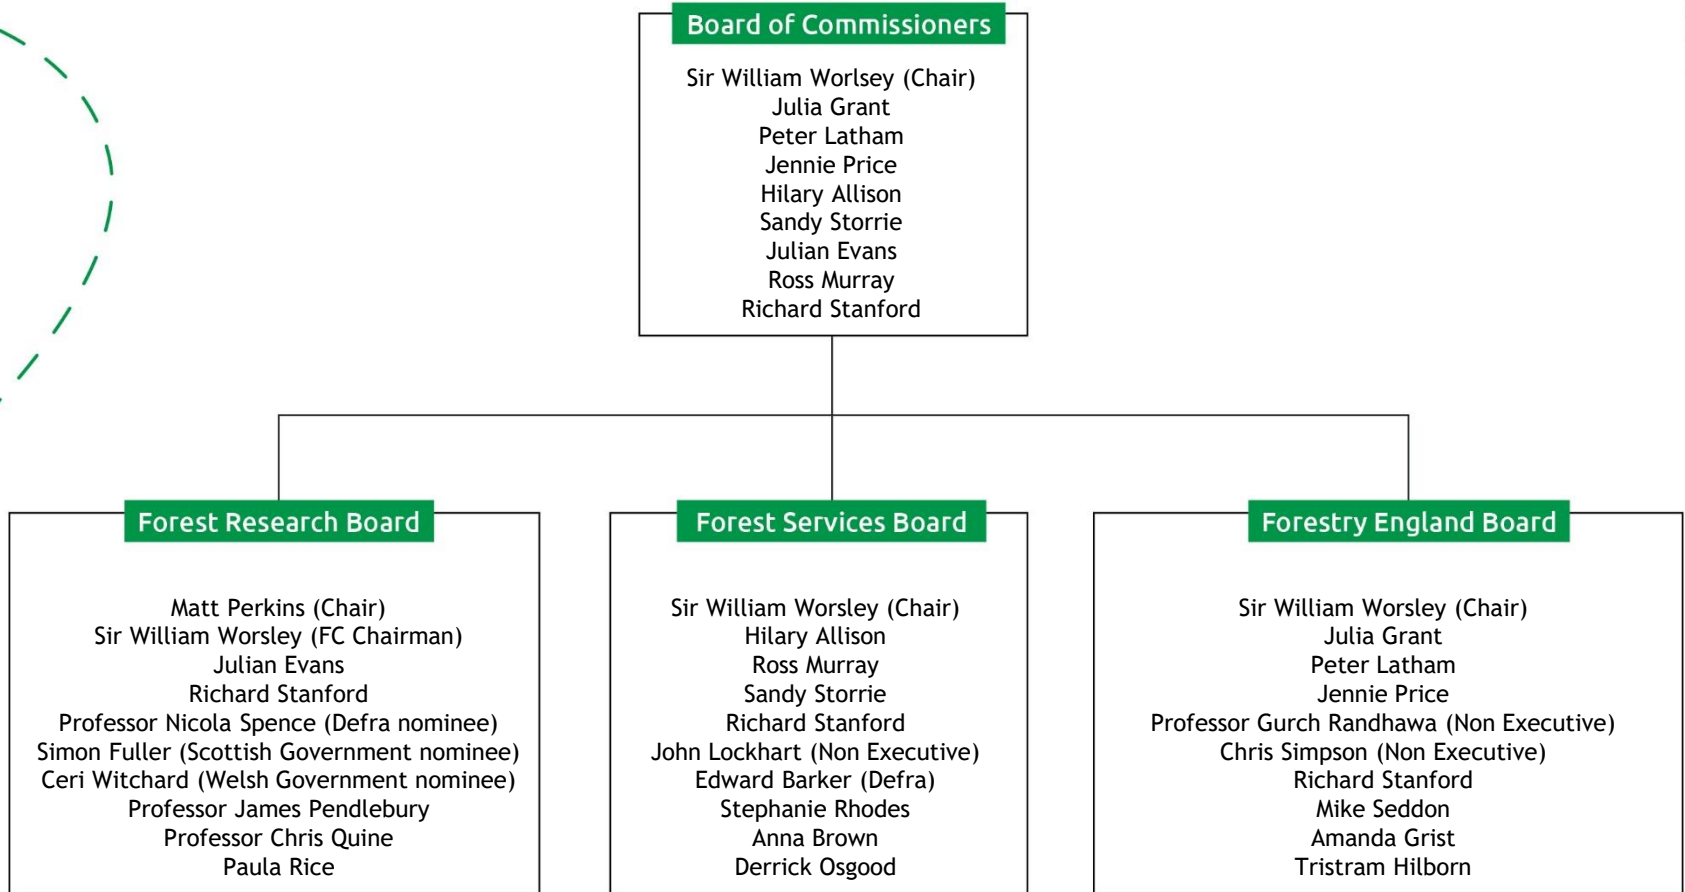 Board of Commissioners
Sir William Worlsey (Chair)
Julia Grant
Peter Latham
Jennie Price
Hilary Allison
Sandy Storrie
Julian Evans
Ross Murray
Richard Stanford
Forest Research Board
Matt Perkins (Chair)
Sir William Worsley (FC Chairman)
Julian Evans
Richard Stanford
Professor Nicola Spence (Defra nominee)
Simon Fuller (Scottish Government nominee)
Ceri Witchard (Welsh Government nominee)
Professor James Pendlebury
Professor Chris Quine
Paula Rice
Forest Services Board
Sir William Worsley (Chair)
Hilary Allison
Ross Murray
Sandy Storrie
Richard Stanford
John Lockhart (Non Executive)
Edward Barker (Defra)
Stephanie Rhodes
Anna Brown
Derrick Osgood
Forestry England Board
Sir William Worsley (Chair)
Julia Grant
Peter Latham
Jennie Price
Professor Gurch Randhawa (Non Executive)
Chris Simpson (Non Executive)
Richard Stanford
Mike Seddon
Amanda Grist
Tristram Hilborn